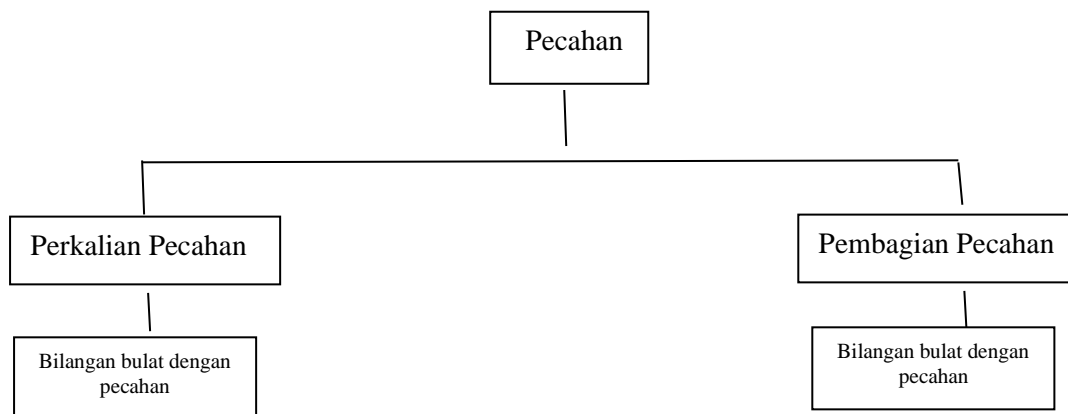 Pecahan
Perkalian Pecahan
Pembagian Pecahan
Bilangan bulat dengan
pecahan
Bilangan bulat dengan
pecahan